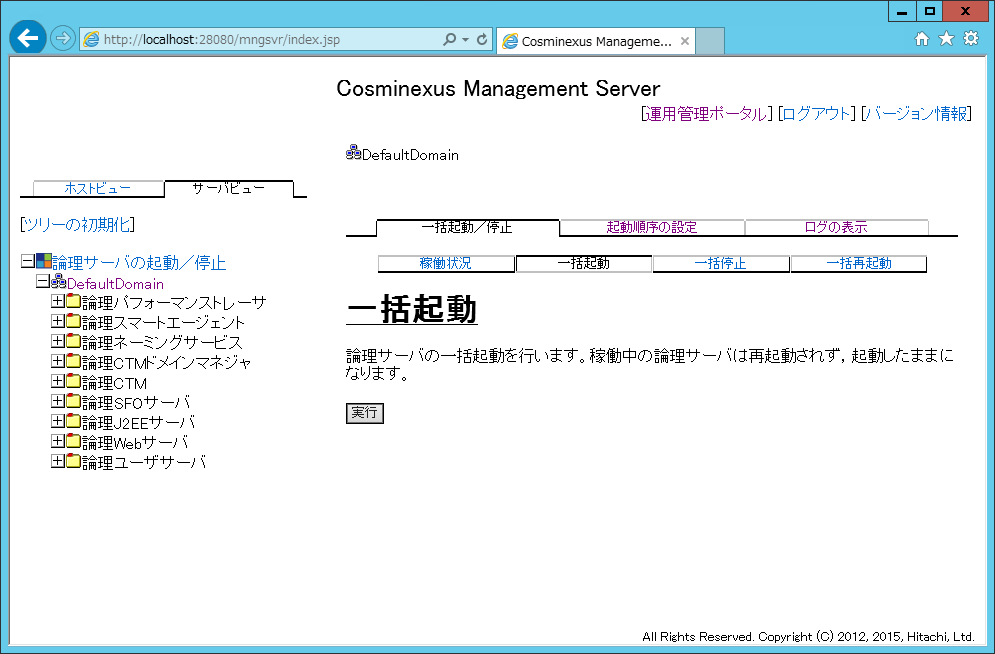 http://localhost:28080/mngsvr/index.jsp
Cosminexus Manageme...
Cosminexus Management Server
[運用管理ポータル] [ログアウト] [バージョン情報]
DefaultDomain
ホストビュー サーバビュー
[ツリーの初期化]
論理サーバの起動／停止
DefaultDomain
論理パフォーマンストレーサ
論理スマートエージェント
論理ネーミングサービス
論理CTMドメインマネジャ
論理CTM
論理SFOサーバ
論理J2EEサーバ
論理Webサーバ
論理ユーザサーバ
一括起動／停止 起動順序の設定 ログの表示
稼働状況 一括起動 一括停止 一括再起動
一括起動
論理サーバの一括起動を行います。稼働中の論理サーバは再起動されず，起動したままに
なります。
実行
All Rights Reserved. Copyright (C) 2012, 2015, Hitachi, Ltd.